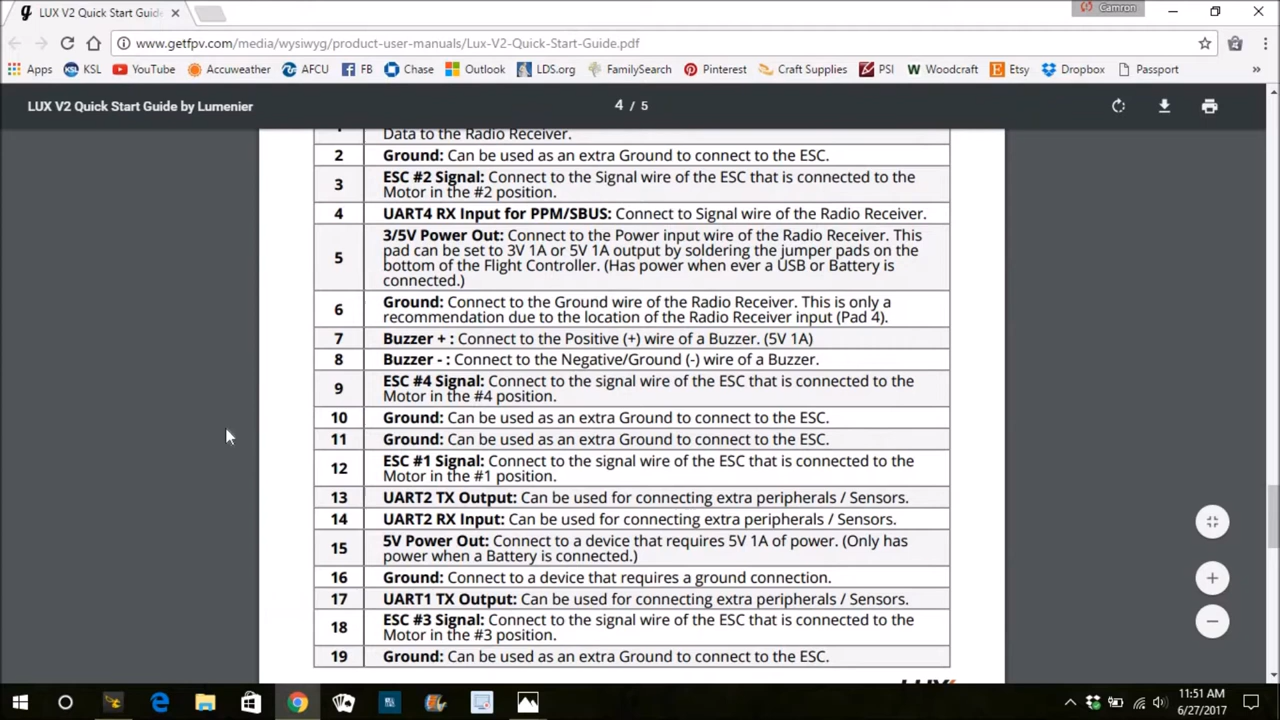 LUX V2 Quick Start Guid
Camron
www.getfpv.com/media/wysiwyg/product-user-manuals/Lux-V2-Quick-Start-Guide.pdf
Apps KSL YouTube Accuweather AFCU FB Chase Outlook LDS.org FamilySearch Pinterest Craft Supplies PSI Woodcraft Etsy Dropbox Passport »
LUX V2 Quick Start Guide by Lumenier
4 / 5
Data to the Radio Receiver.
2 Ground: Can be used as an extra Ground to connect to the ESC.
3 ESC #2 Signal: Connect to the Signal wire of the ESC that is connected to the
Motor in the #2 position.
4 UART4 RX Input for PPM/SBUS: Connect to Signal wire of the Radio Receiver.
5 3/5V Power Out: Connect to the Power input wire of the Radio Receiver. This
pad can be set to 3V 1A or 5V 1A output by soldering the jumper pads on the
bottom of the Flight Controller. (Has power when ever a USB or Battery is
connected.)
6 Ground: Connect to the Ground wire of the Radio Receiver. This is only a
recommendation due to the location of the Radio Receiver input (Pad 4).
7 Buzzer + : Connect to the Positive (+) wire of a Buzzer. (5V 1A)
8 Buzzer - : Connect to the Negative/Ground (-) wire of a Buzzer.
9 ESC #4 Signal: Connect to the signal wire of the ESC that is connected to the
Motor in the #4 position.
10 Ground: Can be used as an extra Ground to connect to the ESC.
11 Ground: Can be used as an extra Ground to connect to the ESC.
12 ESC #1 Signal: Connect to the signal wire of the ESC that is connected to the
Motor in the #1 position.
13 UART2 TX Output: Can be used for connecting extra peripherals / Sensors.
14 UART2 RX Input: Can be used for connecting extra peripherals / Sensors.
15 5V Power Out: Connect to a device that requires 5V 1A of power. (Only has
power when a Battery is connected.)
16 Ground: Connect to a device that requires a ground connection.
17 UART1 TX Output: Can be used for connecting extra peripherals / Sensors.
18 ESC #3 Signal: Connect to the signal wire of the ESC that is connected to the
Motor in the #3 position.
19 Ground: Can be used as an extra Ground to connect to the ESC.
11:51 AM
6/27/2017